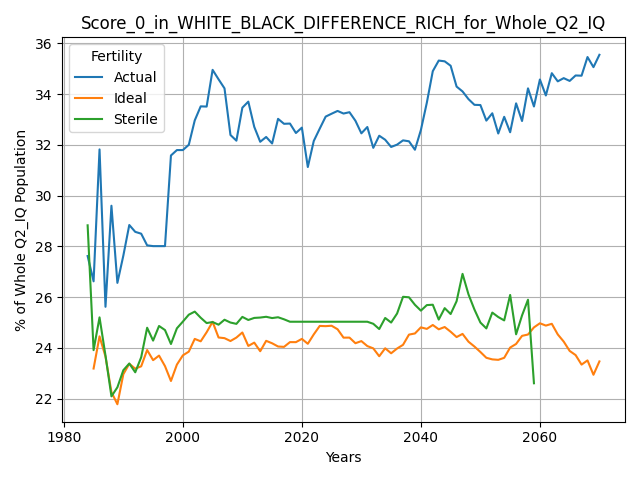 Score_0_in_WHITE_BLACK_DIFFERENCE_RICH_for_Whole_Q2_IQ
Fertility
Actual
Ideal
Sterile
% of Whole Q2_IQ Population
36
34
32
30
28
26
24
22
1980
2000
2020
2040
2060
Years